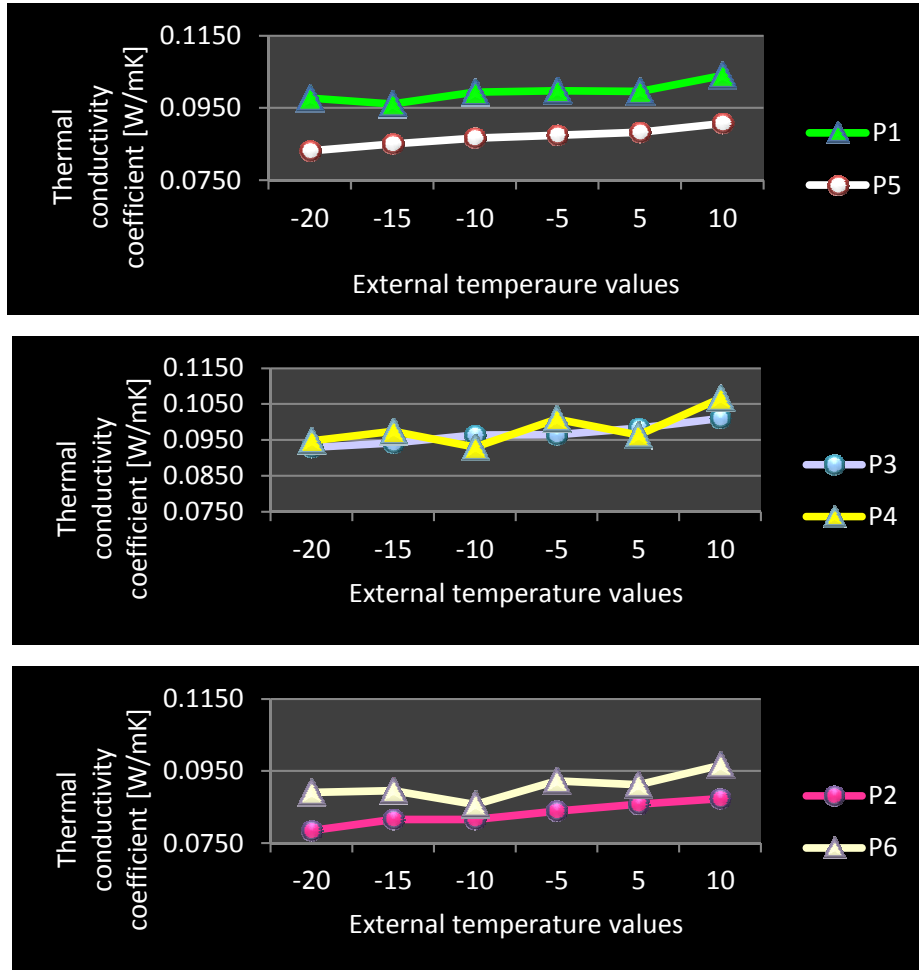 Thermal
conductivity
coefficient [W/mK]
0.1150
0.0950
0.0750
-20 -15 -10 -5 5 10
External temperaure values
P1
P5
Thermal
conductivity
coefficient [W/mK]
0.1150
0.1050
0.0950
0.0850
0.0750
-20 -15 -10 -5 5 10
External temperature values
P3
P4
Thermal
conductivity
coefficient [W/mK]
0.1150
0.0950
0.0750
-20 -15 -10 -5 5 10
External temperature values
P2
P6